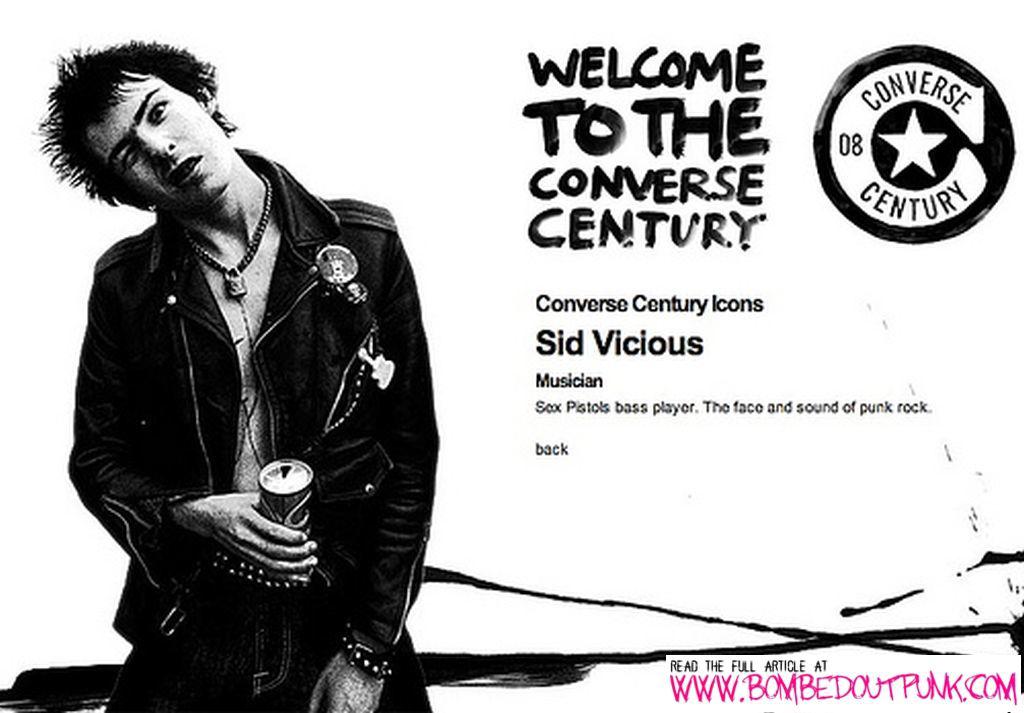 WELCOME
TO THE
CONVERSE
CENTURY
CONVERSE
08
CENTURY
Converse Century Icons
Sid Vicious
Musician
Sex Pistols bass player. The face and sound of punk rock.
back
READ THE FULL ARTICLE AT
WWW.BOMBEDOUTPUNK.COM